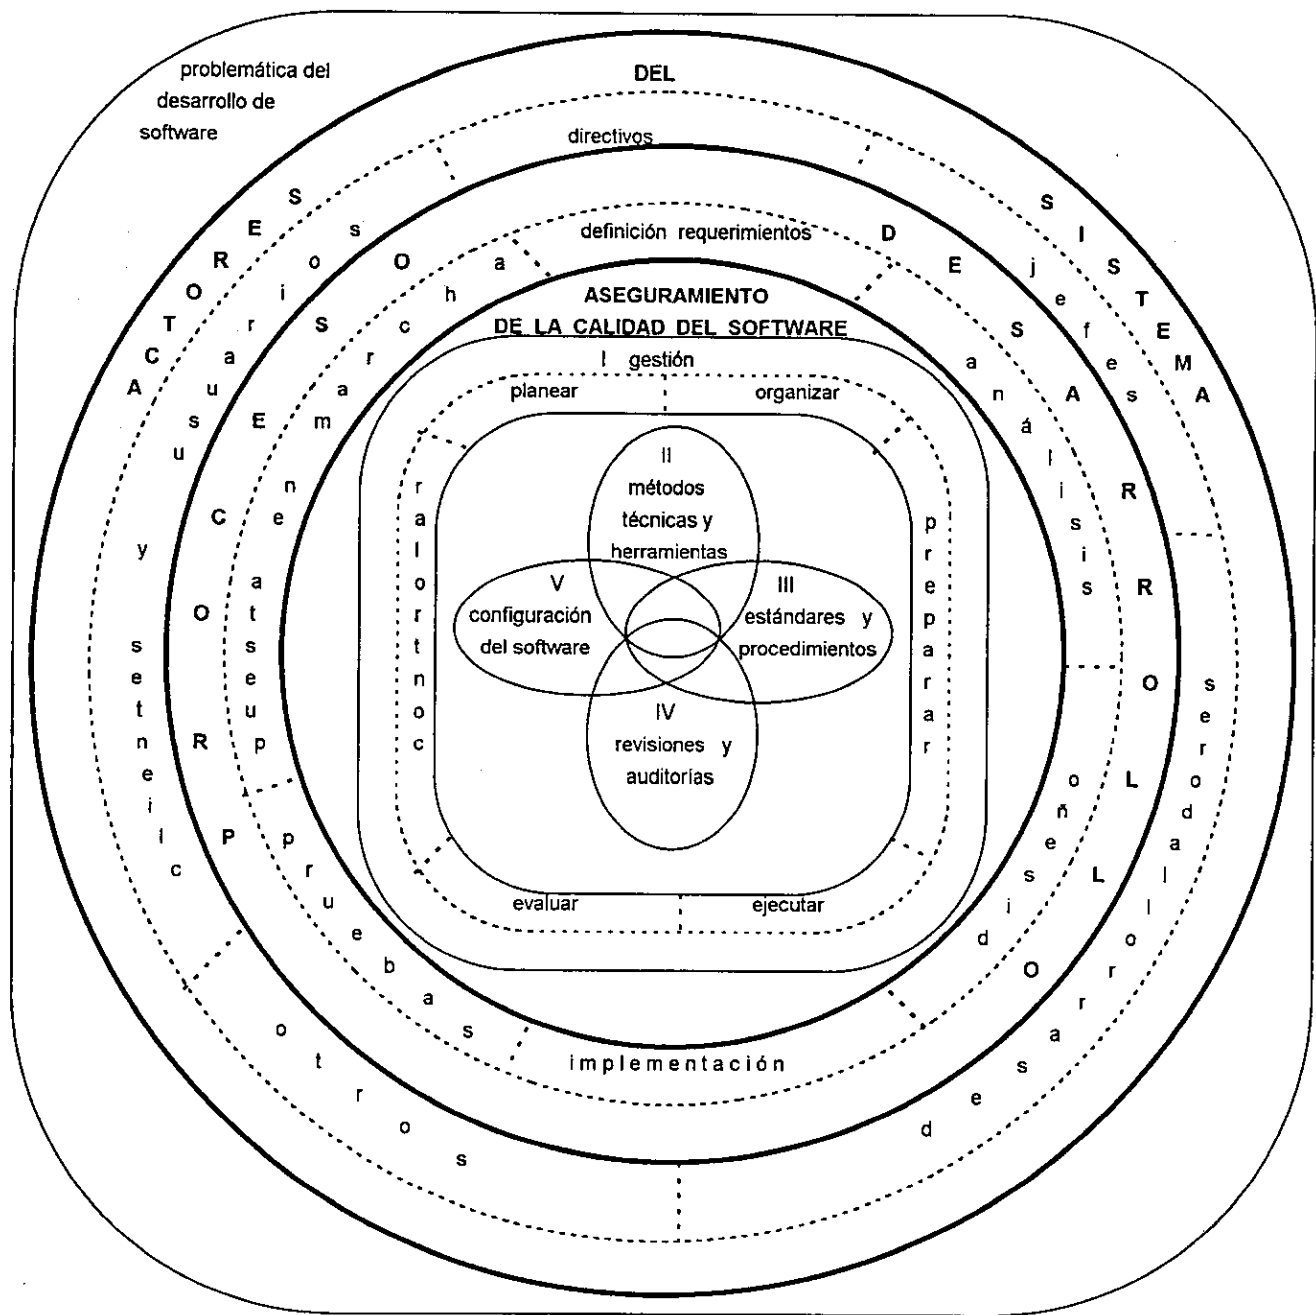 problemática del
desarrollo de
software
ACTORES DEL SISTEMA
directivos
jefes
desarrolladores
otros
clientes y usuarios
PROCESO DESARROLLO
definición requerimientos
análisis
diseño
implementación
pruebas
puesta en marcha
ASEGURAMIENTO
DE LA CALIDAD DEL SOFTWARE
I gestión
planear
organizar
preparar
ejecutar
evaluar
controlar
II
métodos
técnicas y
herramientas
III
estándares y
procedimientos
IV
revisiones y
auditorías
V
configuración
del software